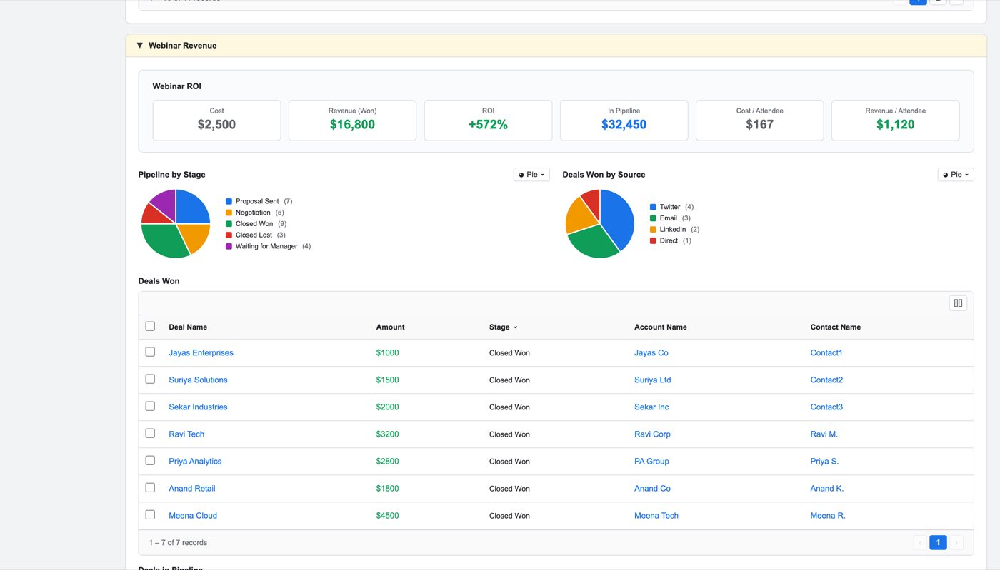 ▼ Webinar Revenue
Webinar ROI
Cost
$2,500
Revenue (Won)
$16,800
ROI
+572%
In Pipeline
$32,450
Cost / Attendee
$167
Revenue / Attendee
$1,120
Pipeline by Stage
Pie
Proposal Sent (7)
Negotiation (5)
Closed Won (9)
Closed Lost (3)
Waiting for Manager (4)
Deals Won by Source
Pie
Twitter (4)
Email (3)
LinkedIn (2)
Direct (1)
Deals Won
Deal Name Amount Stage Account Name Contact Name
Jayas Enterprises $1000 Closed Won Jayas Co Contact1
Suriya Solutions $1500 Closed Won Suriya Ltd Contact2
Sekar Industries $2000 Closed Won Sekar Inc Contact3
Ravi Tech $3200 Closed Won Ravi Corp Ravi M.
Priya Analytics $2800 Closed Won PA Group Priya S.
Anand Retail $1800 Closed Won Anand Co Anand K.
Meena Cloud $4500 Closed Won Meena Tech Meena R.
1 – 7 of 7 records ‹ 1 ›
Deals in Pipeline